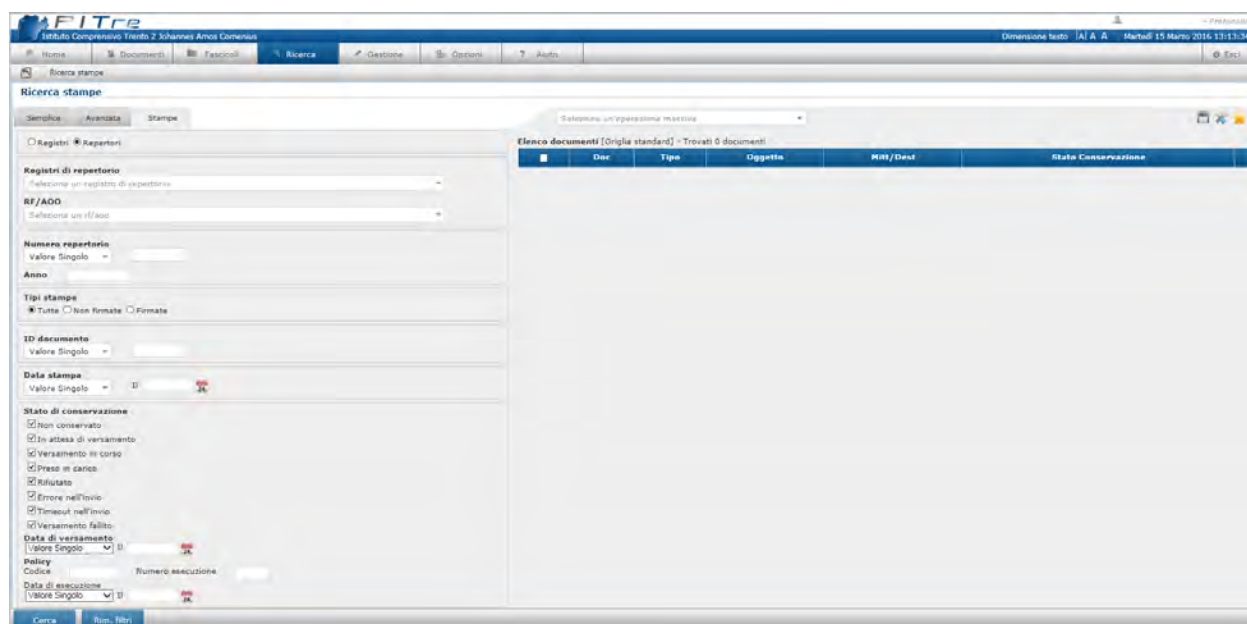 PITre
Istituto Comprensivo Trento 2 Johannes Amos Comenius
Dimensione testo |A| A A Martedì 15 Marzo 2016 13:13:34
Home Documenti Fascicoli Ricerca Gestione Opzioni ? Aiuto Esci
Ricerca stampe
Ricerca stampe
Semplice Avanzata Stampe
Seleziona un'operazione massiva
Registri Repertori
Elenco documenti [Griglia standard] - Trovati 0 documenti
Doc Tipo Oggetto Mitt/Dest Stato Conservazione
Registri di repertorio
Seleziona un registro di repertorio
RF/AOO
Seleziona un rf/aoo
Numero repertorio
Valore Singolo
Anno
Tipi stampe
Tutte Non firmate Firmate
ID documento
Valore Singolo
Data stampa
Valore Singolo Il
Stato di conservazione
Non conservato
In attesa di versamento
Versamento in corso
Preso in carico
Rifiutato
Errore nell'invio
Timeout nell'invio
Versamento fallito
Data di versamento
Valore Singolo Il
Policy
Codice Numero esecuzione
Data di esecuzione
Valore Singolo Il
Cerca Rim. filtri